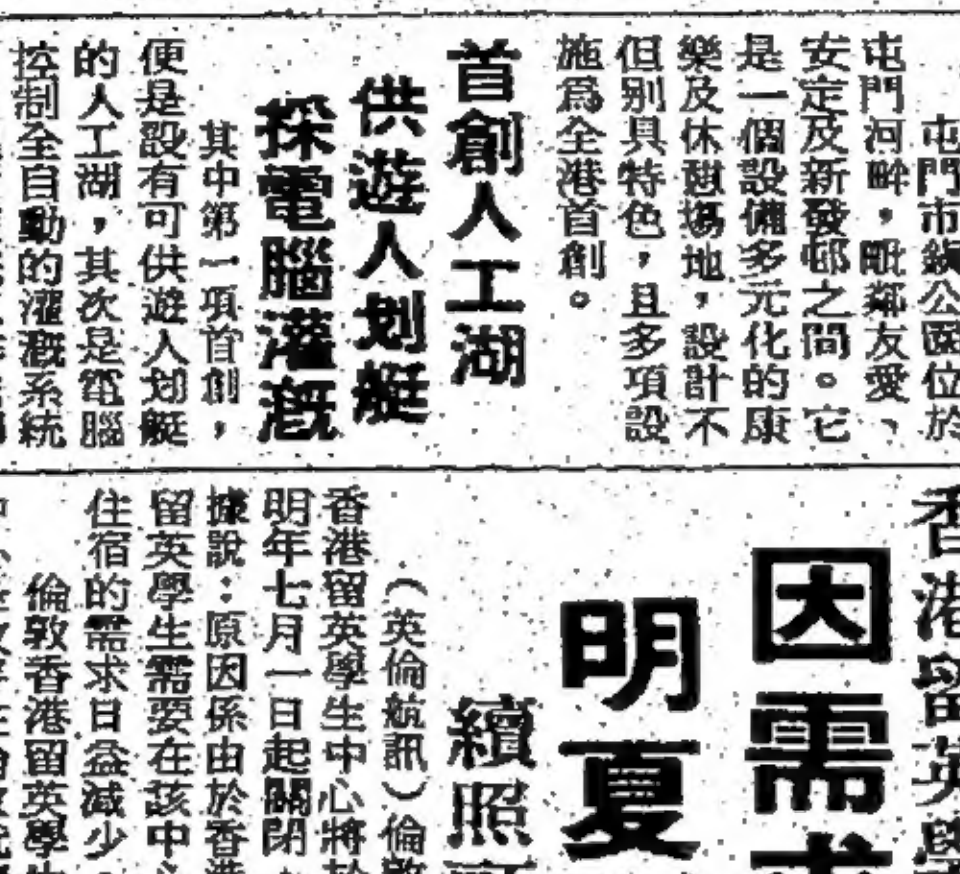 屯門市鎮公園位於
屯門河畔，毗鄰友愛、
安定及新發邨之間。它
是一個設備多元化的康
樂及休憇場地，設計不
但別具特色，且多項設
施爲全港首創。
首創人工湖
供遊人划艇
採電腦灌漑
其中第一項首創，
便是設有可供遊人划艇
的人工湖，其次是電腦
控制全自動的灌漑系統
香港留英學
因需求
明夏
續照
（英倫航訊）倫敦
香港留英學生中心將於
明年七月一日起關閉，
據說：原因係由於香港
留英學生需要在該中心
住宿的需求日益減少
倫敦香港留英學生